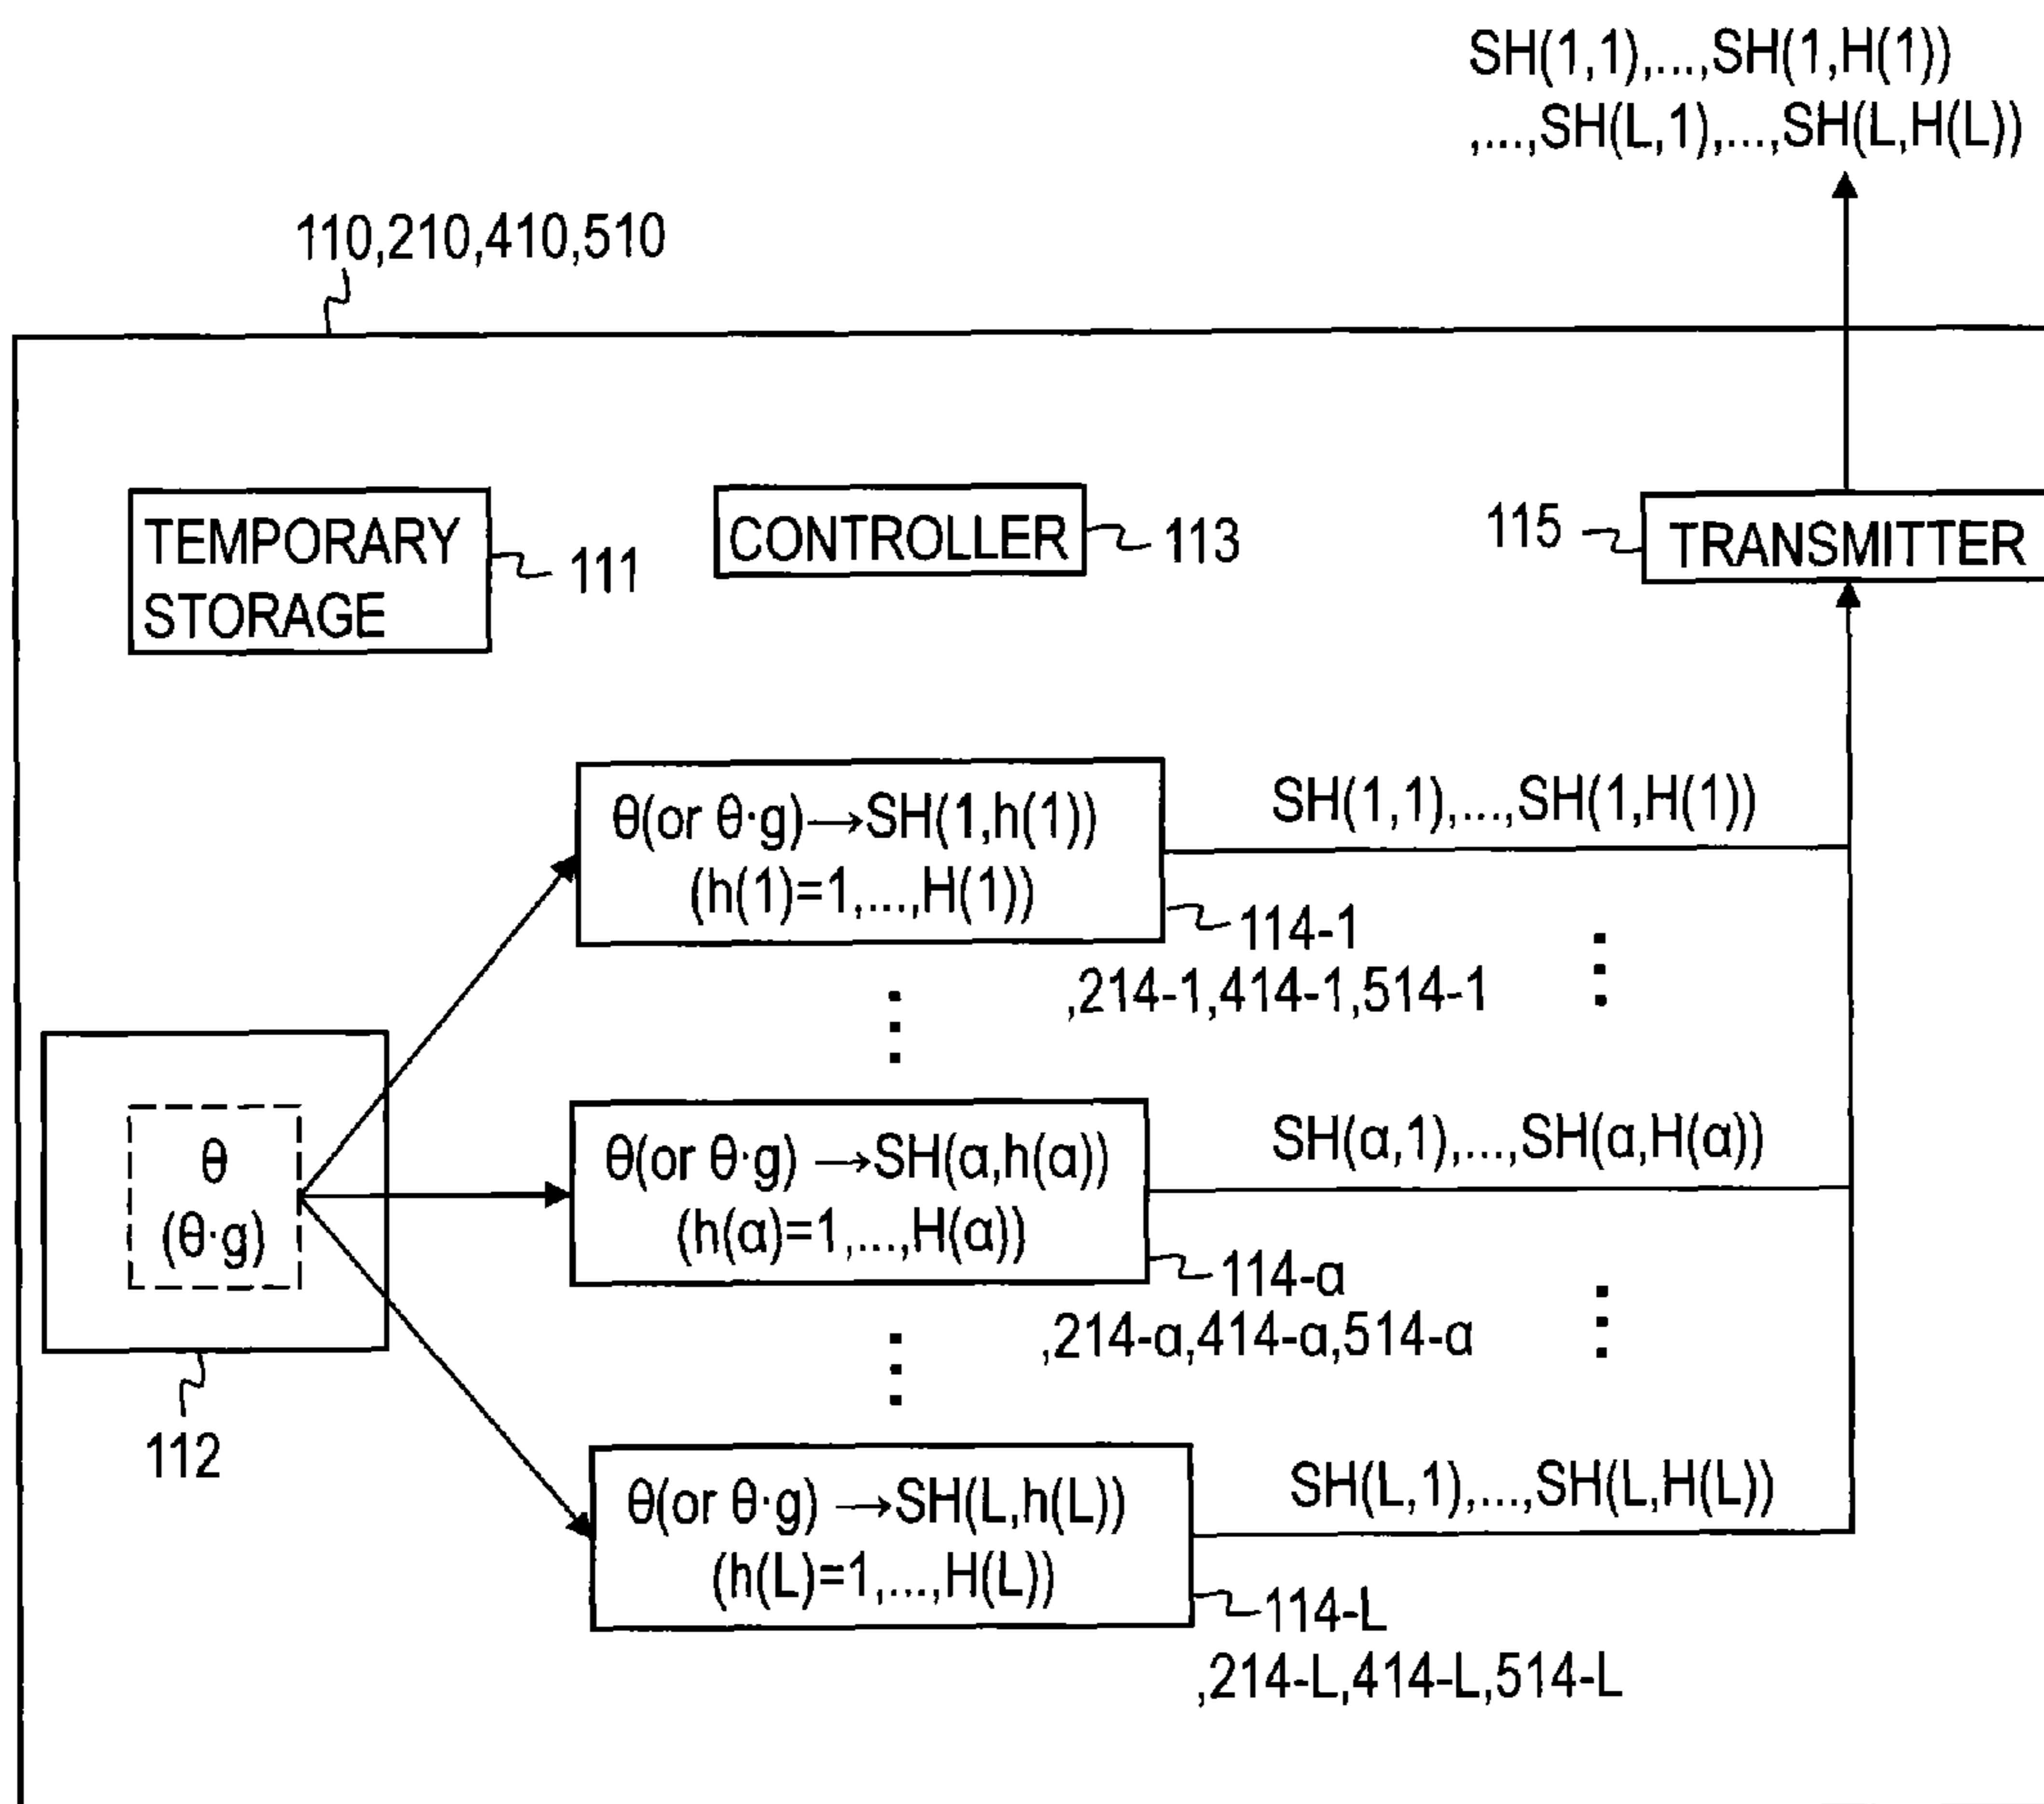 SH(1,1),...,SH(1,H(1))
,...,SH(L,1),...,SH(L,H(L))
110,210,410,510
TEMPORARY
STORAGE
111
CONTROLLER
113
115
TRANSMITTER
θ(or θ·g)→SH(1,h(1))
(h(1)=1,...,H(1))
SH(1,1),...,SH(1,H(1))
114-1
,214-1,414-1,514-1
θ
(θ·g)
112
θ(or θ·g) →SH(α,h(α))
(h(α)=1,...,H(α))
SH(α,1),...,SH(α,H(α))
114-α
,214-α,414-α,514-α
θ(or θ·g) →SH(L,h(L))
(h(L)=1,...,H(L))
SH(L,1),...,SH(L,H(L))
114-L
,214-L,414-L,514-L